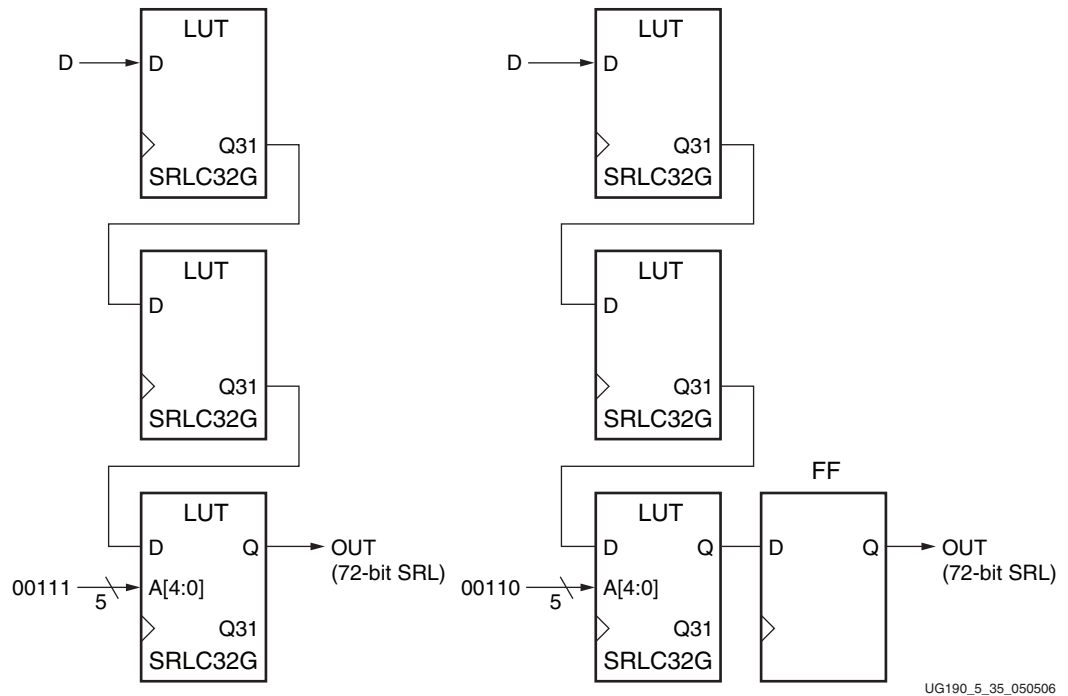 LUT
D D
Q31
SRLC32G
LUT
D
Q31
SRLC32G
LUT
D Q OUT
(72-bit SRL)
00111 5 A[4:0]
Q31
SRLC32G
LUT
D D
Q31
SRLC32G
LUT
D
Q31
SRLC32G
LUT
D Q
00110 5 A[4:0]
Q31
SRLC32G
FF
D Q OUT
(72-bit SRL)
UG190_5_35_050506